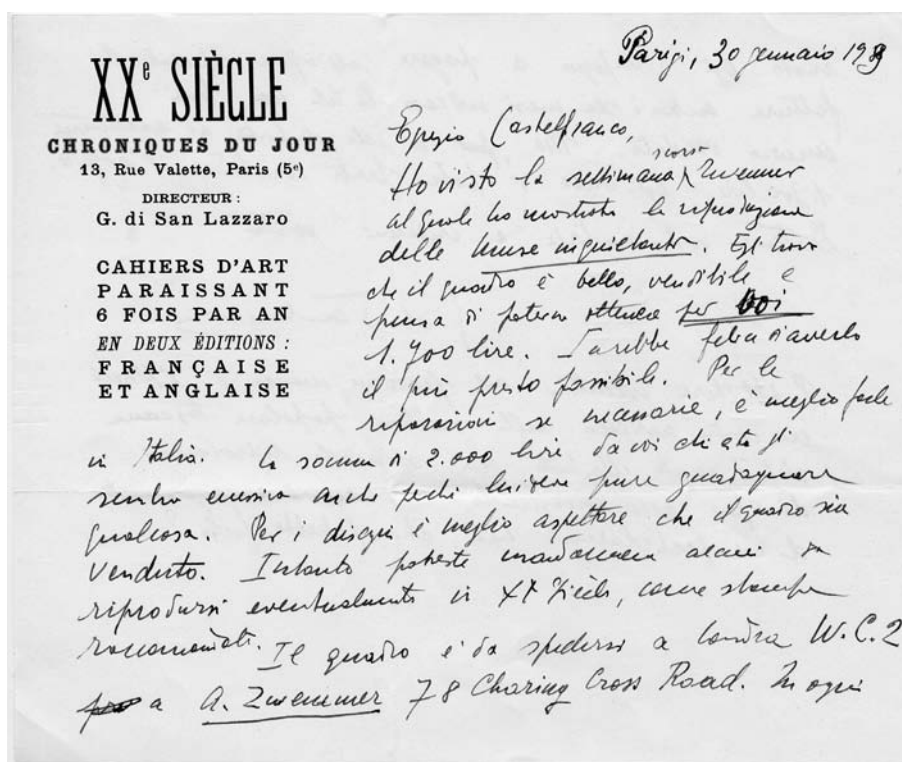 XXe SIÈCLE
CHRONIQUES DU JOUR
13, Rue Valette, Paris (5e)
DIRECTEUR :
G. di San Lazzaro
CAHIERS D'ART
PARAISSANT
6 FOIS PAR AN
EN DEUX ÉDITIONS :
FRANÇAISE
ET ANGLAISE
Parigi, 30 gennaio 1939
Egregio Castelfranco,
scorsa
Ho visto la settimana Zwemmer
al quale ho mostrato la riproduzione
delle Muse inquietanti. Egli trova
che il quadro è bello, vendibile e
pensa di poterne ottenere per voi
1.700 lire. Sarebbe felice d'averlo
il più presto possibile. Per le
riparazioni se necessarie, è meglio farle
in Italia. La somma di 2.000 lire da voi chiesta gli
sembra eccessiva anche perché lui deve pure guadagnare
qualcosa. Per i disegni è meglio aspettare che il quadro sia
venduto. Intanto potreste mandarmene alcuni da
riprodursi eventualmente in XX Siècle, come stampe
raccomandate. Il quadro è da spedirsi a Londra W.C.2
a A. Zwemmer 78 Charing Cross Road. In ogni